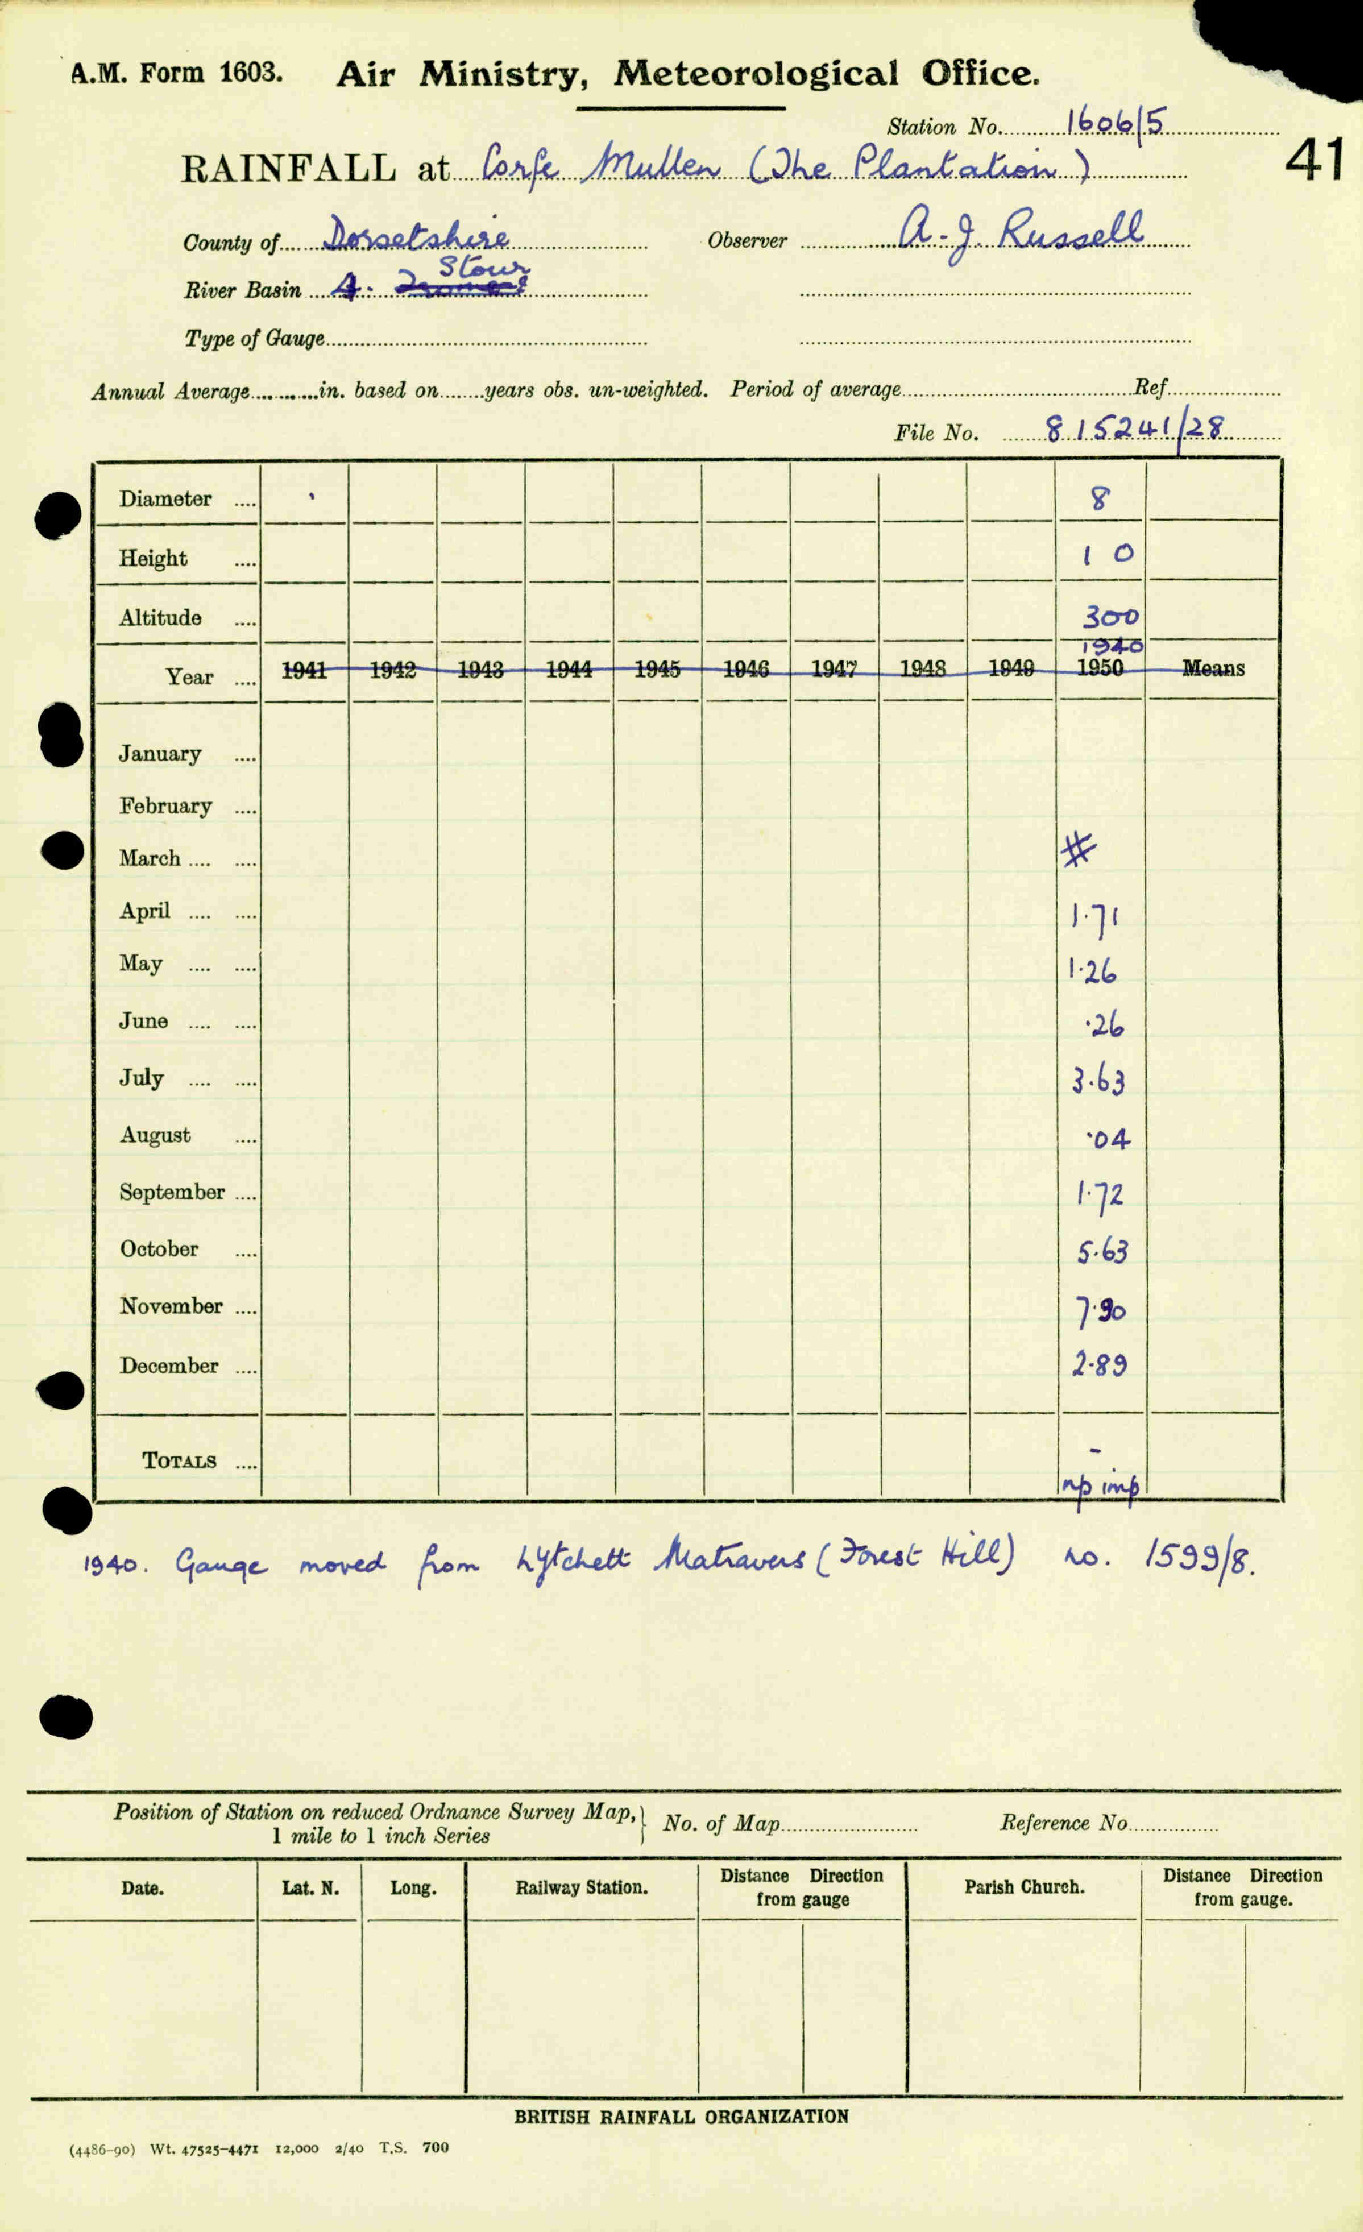 A.M. Form 1603. Air Ministry, Meteorological Office.
Station No. 1606/5
RAINFALL at Corfe Mullen (The Plantation) 41
County of Dorsetshire Observer A. J. Russell
Stour
River Basin 4. Frome
Type of Gauge
Annual Average in. based on years obs. un-weighted. Period of average Ref.
File No. 815241/28
Diameter .... 8
Height .... 1 0
Altitude .... 300
1940
Year .... 1941 1942 1943 1944 1945 1946 1947 1948 1949 1950 Means
January ....
February ....
March .... .... #
April .... .... 1.71
May .... .... 1.26
June .... .... .26
July .... .... 3.63
August .... .04
September .... 1.72
October .... 5.63
November .... 7.90
December .... 2.89
TOTALS .... -
np imp
1940. Gauge moved from Lytchett Matravers (Forest Hill) no. 1599/8.
Position of Station on reduced Ordnance Survey Map, No. of Map Reference No.
1 mile to 1 inch Series
Date. Lat. N. Long. Railway Station. Distance Direction from gauge Parish Church. Distance Direction from gauge.
BRITISH RAINFALL ORGANIZATION
(4486-90) Wt. 47525-4471 12,000 2/40 T.S. 700